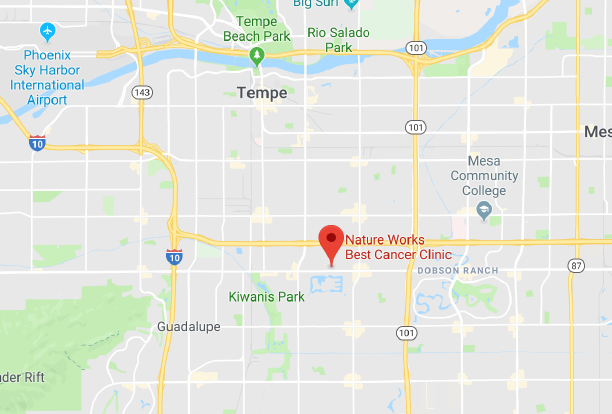 Big Surf
Tempe
Beach Park
Rio Salado
Park
101
Phoenix
Sky Harbor
International
Airport
143
Tempe
101
10
Mes
Mesa
Community
College
Nature Works
Best Cancer Clinic
10
87
DOBSON RANCH
Kiwanis Park
Guadalupe
101
nder Rift